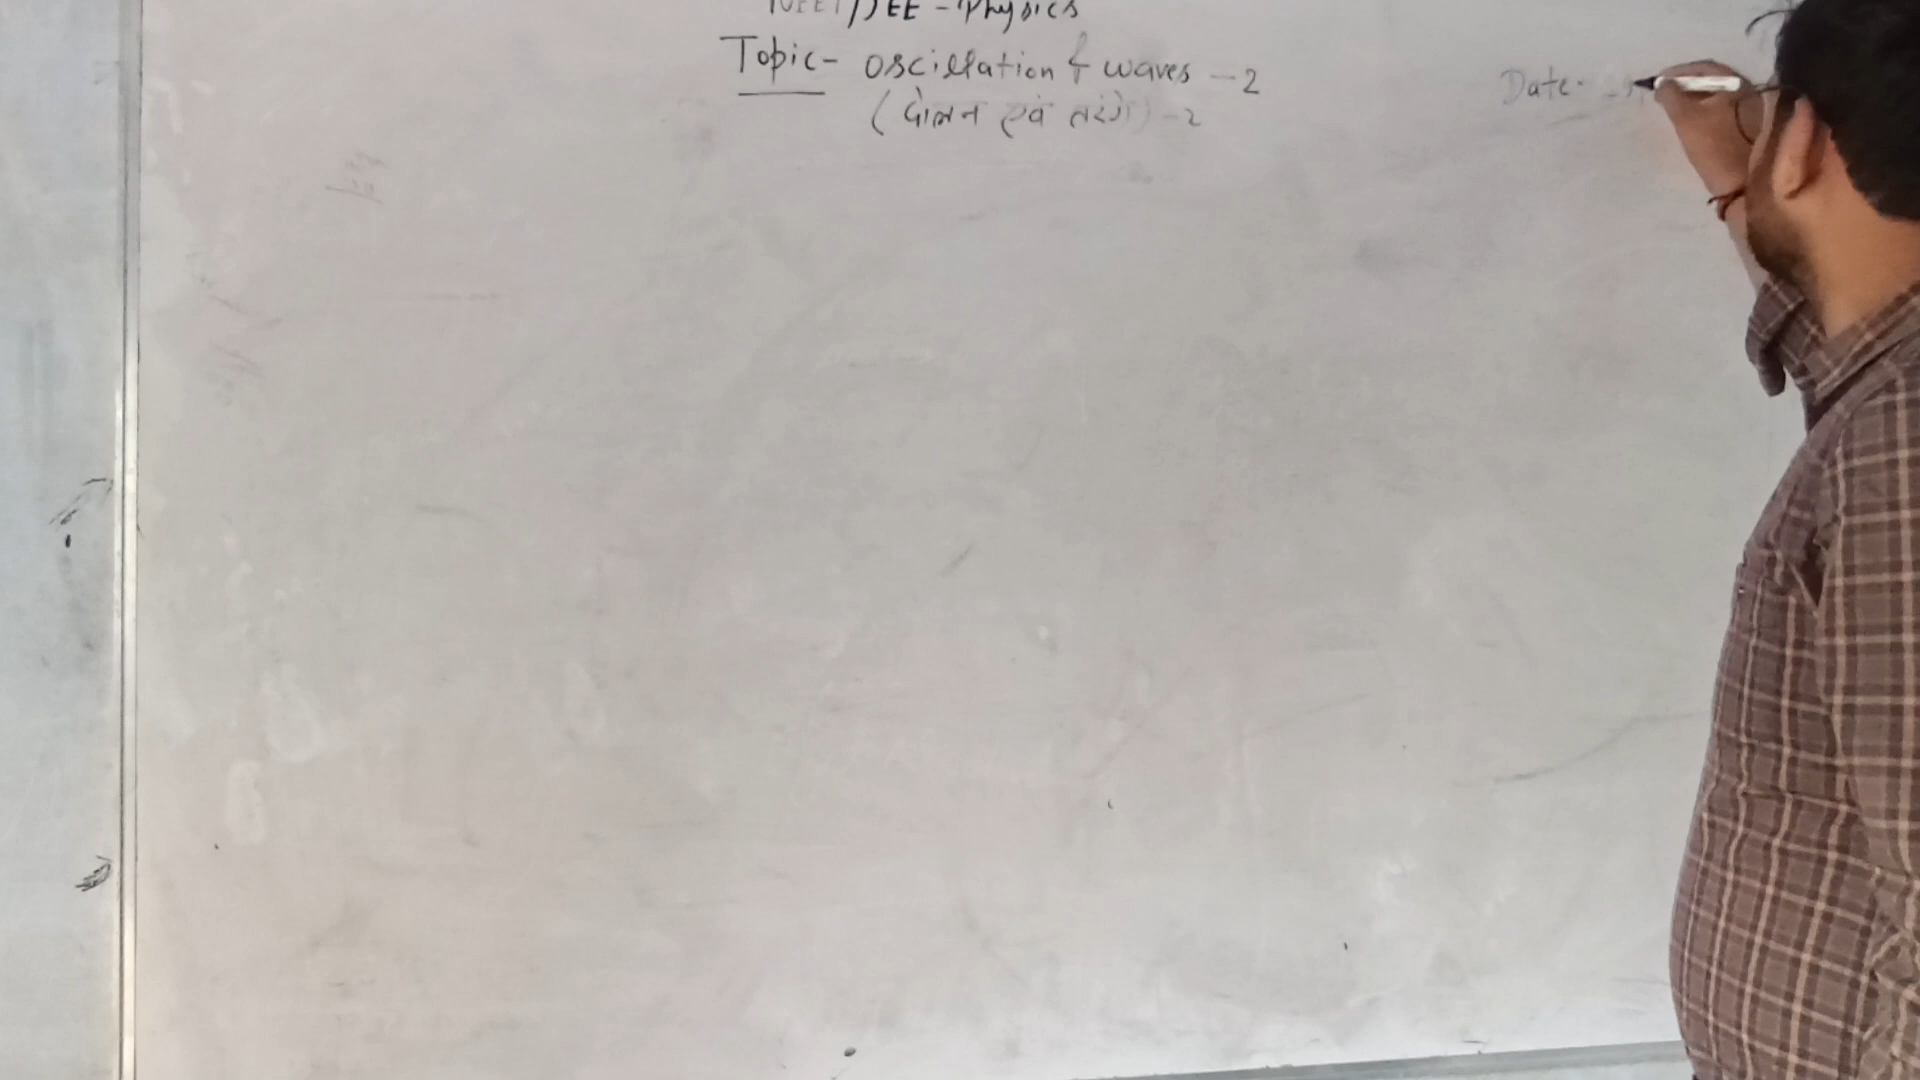 NEET/JEE - Physics
Topic- Oscillation & waves - 2
(दोलन एवं तरंगे) - 2
Date-